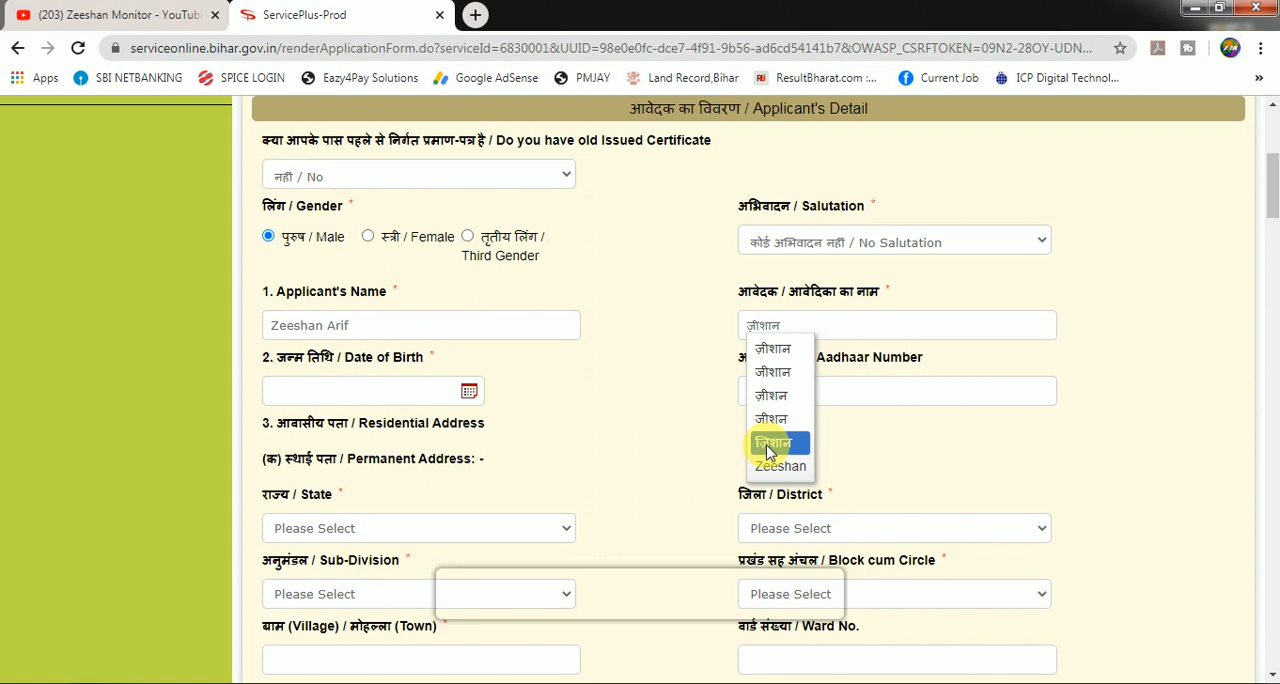 (203) Zeeshan Monitor - YouTube
ServicePlus-Prod
serviceonline.bihar.gov.in/renderApplicationForm.do?serviceId=6830001&UUID=98e0e0fc-dce7-4f91-9b56-ad6cd54141b7&OWASP_CSRFTOKEN=09N2-28OY-UDN...
Apps SBI NETBANKING SPICE LOGIN Eazy4Pay Solutions Google AdSense PMJAY Land Record,Bihar ResultBharat.com :... Current Job ICP Digital Technol... »
आवेदक का विवरण / Applicant's Detail
क्या आपके पास पहले से निर्गत प्रमाण-पत्र है / Do you have old Issued Certificate
नहीं / No
लिंग / Gender *
अभिवादन / Salutation *
पुरुष / Male स्त्री / Female तृतीय लिंग / Third Gender
कोई अभिवादन नहीं / No Salutation
1. Applicant's Name *
आवेदक / आवेदिका का नाम *
Zeeshan Arif
ज़ीशान
ज़ीशान
जीशान
ज़ीशन
जीशन
Zeeshan
2. जन्म तिथि / Date of Birth *
Aadhaar Number
3. आवासीय पता / Residential Address
(क) स्थाई पता / Permanent Address: -
राज्य / State *
जिला / District *
Please Select
Please Select
अनुमंडल / Sub-Division *
प्रखंड सह अंचल / Block cum Circle *
Please Select
Please Select
ग्राम (Village) / मोहल्ला (Town) *
वार्ड संख्या / Ward No.